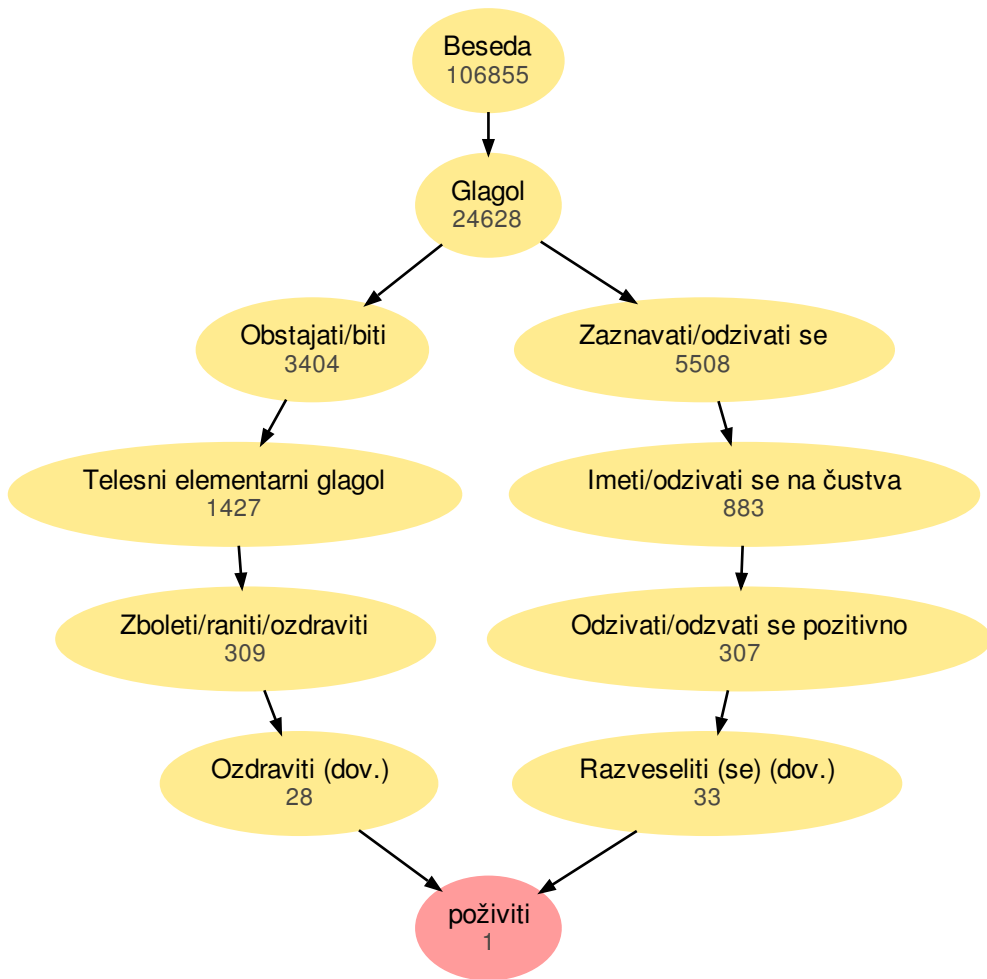 Beseda
106855
Glagol
24628
Obstajati/biti
3404
Zaznavati/odzivati se
5508
Telesni elementarni glagol
1427
Imeti/odzivati se na čustva
883
Zboleti/raniti/ozdraviti
309
Odzivati/odzvati se pozitivno
307
Ozdraviti (dov.)
28
Razveseliti (se) (dov.)
33
poživiti
1